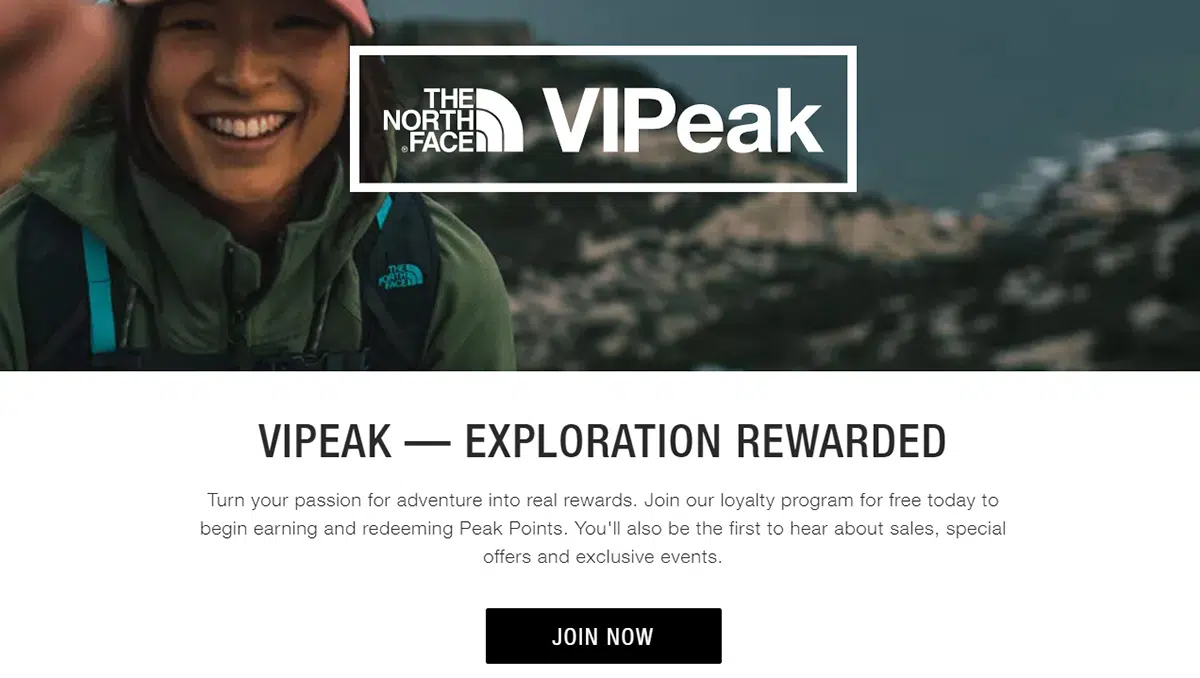 THE
NORTH
®FACE
VIPeak
THE
NORTH
FACE
VIPEAK — EXPLORATION REWARDED
Turn your passion for adventure into real rewards. Join our loyalty program for free today to
begin earning and redeeming Peak Points. You'll also be the first to hear about sales, special
offers and exclusive events.
JOIN NOW